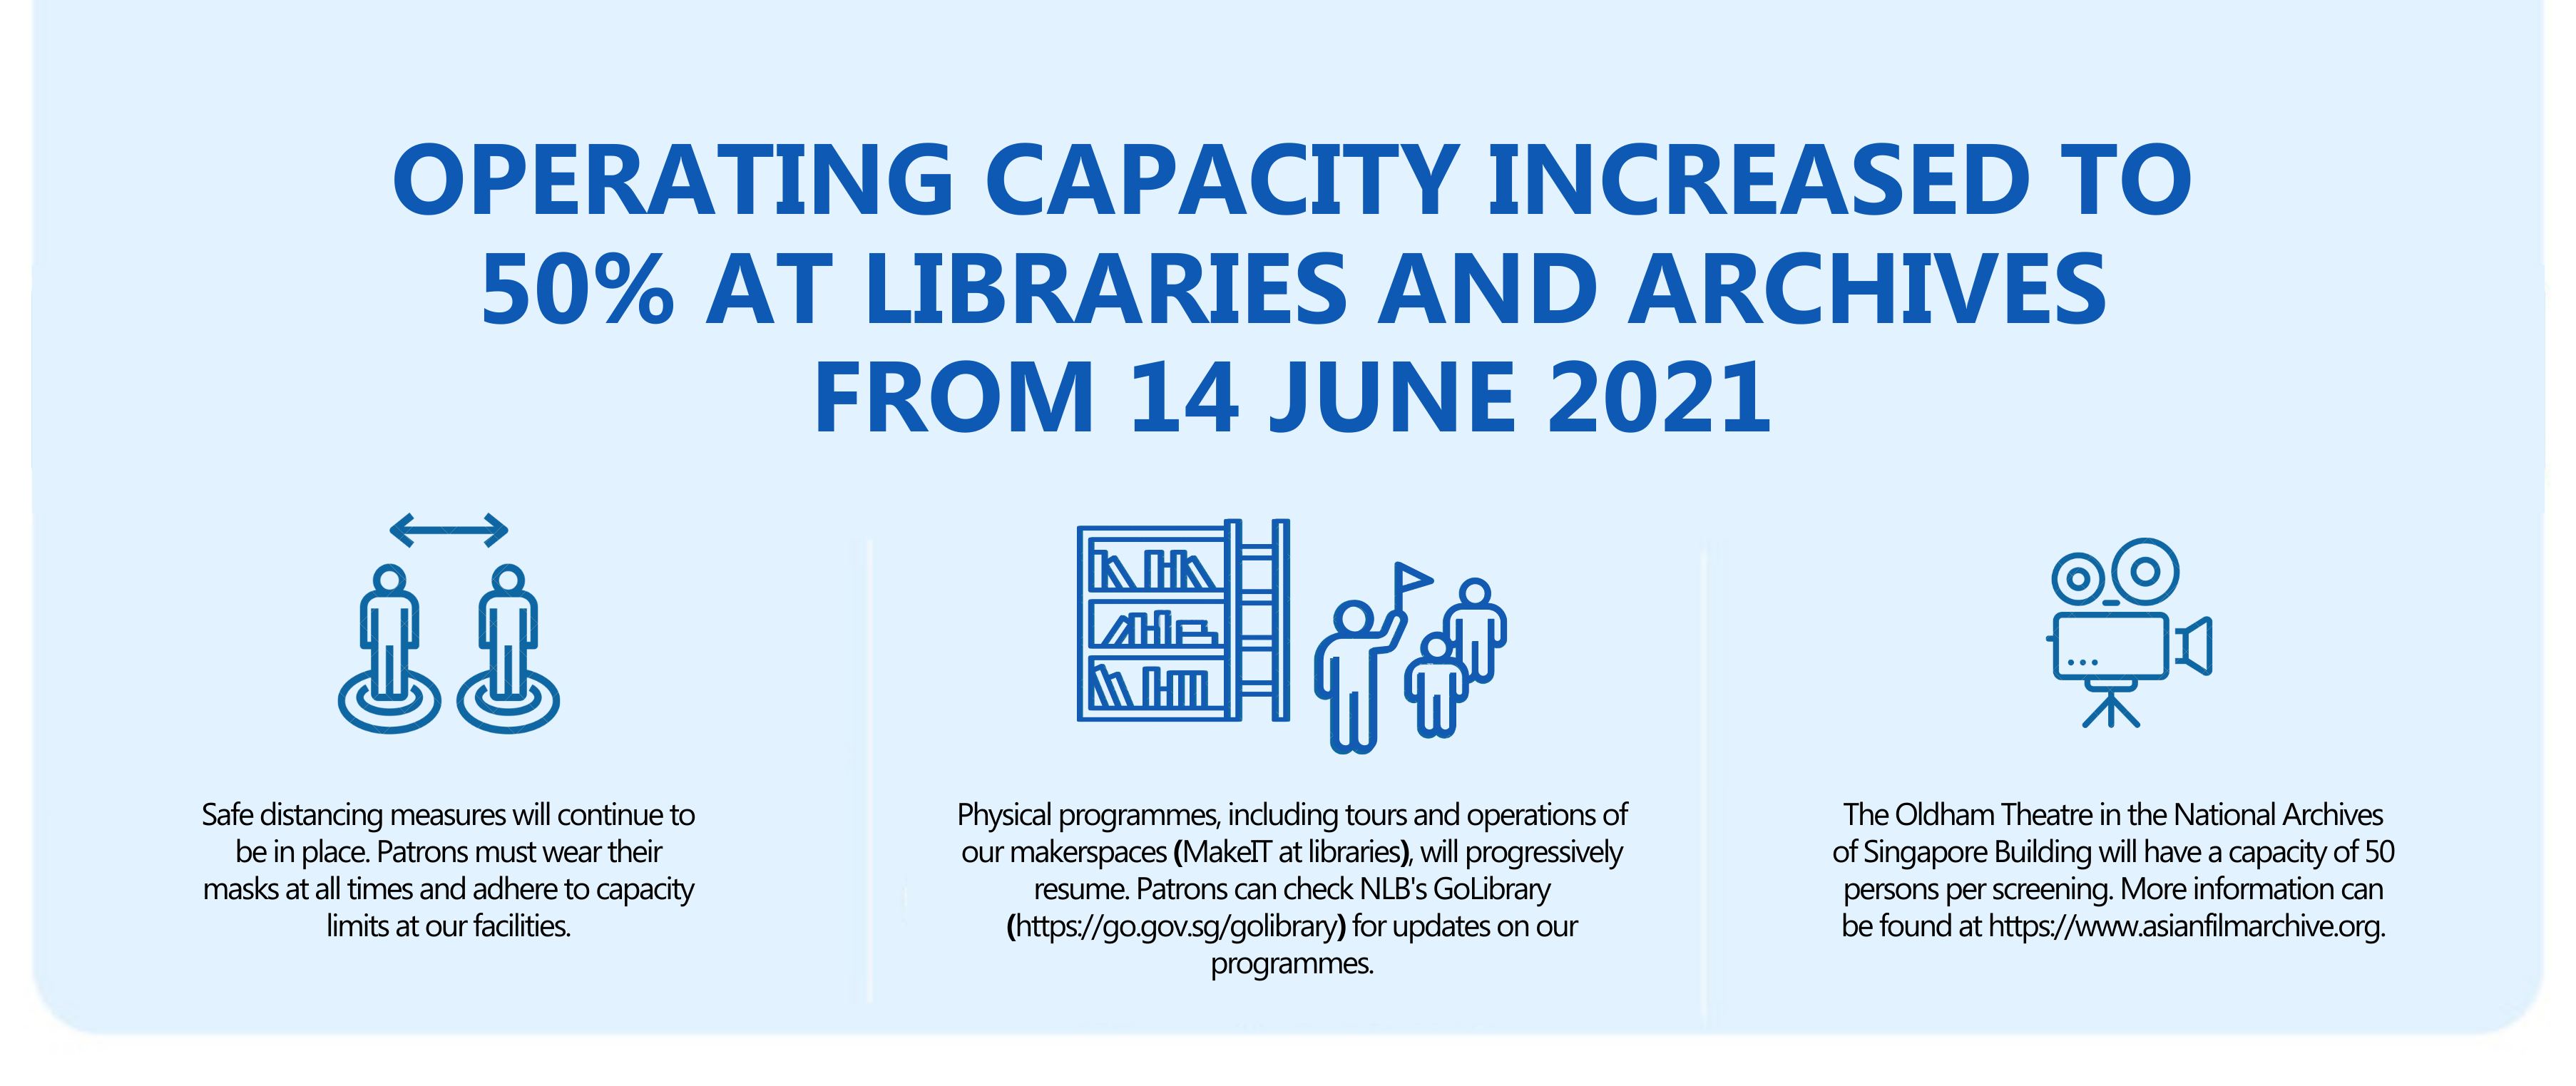 OPERATING CAPACITY INCREASED TO
50% AT LIBRARIES AND ARCHIVES
FROM 14 JUNE 2021
Safe distancing measures will continue to
be in place. Patrons must wear their
masks at all times and adhere to capacity
limits at our facilities.
Physical programmes, including tours and operations of
our makerspaces (MakeIT at libraries), will progressively
resume. Patrons can check NLB's GoLibrary
(https://go.gov.sg/golibrary) for updates on our
programmes.
The Oldham Theatre in the National Archives
of Singapore Building will have a capacity of 50
persons per screening. More information can
be found at https://www.asianfilmarchive.org.